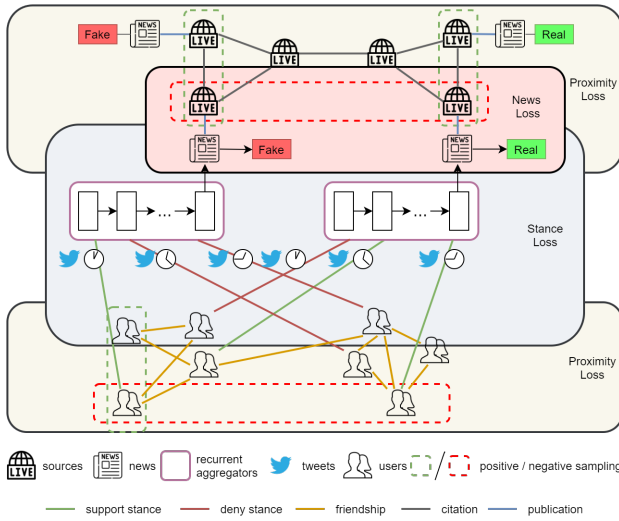 Fake
NEWS
LIVE
LIVE
LIVE
LIVE
NEWS
Real
Proximity
Loss
LIVE
LIVE
News
Loss
NEWS
Fake
NEWS
Real
...
...
Stance
Loss
Proximity
Loss
LIVE
sources
NEWS
news
recurrent
aggregators
tweets
users
/
positive / negative sampling
support stance
deny stance
friendship
citation
publication